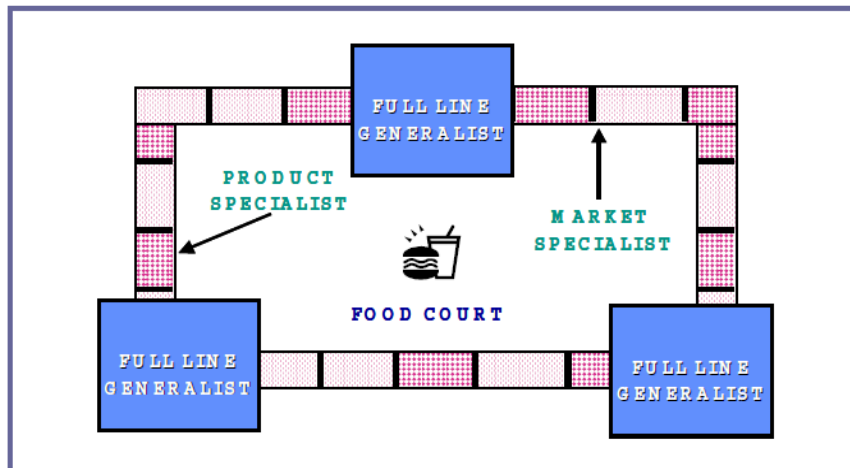 FULL LINE
GENERALIST
PRODUCT
SPECIALIST
MARKET
SPECIALIST
FOOD COURT
FULL LINE
GENERALIST
FULL LINE
GENERALIST